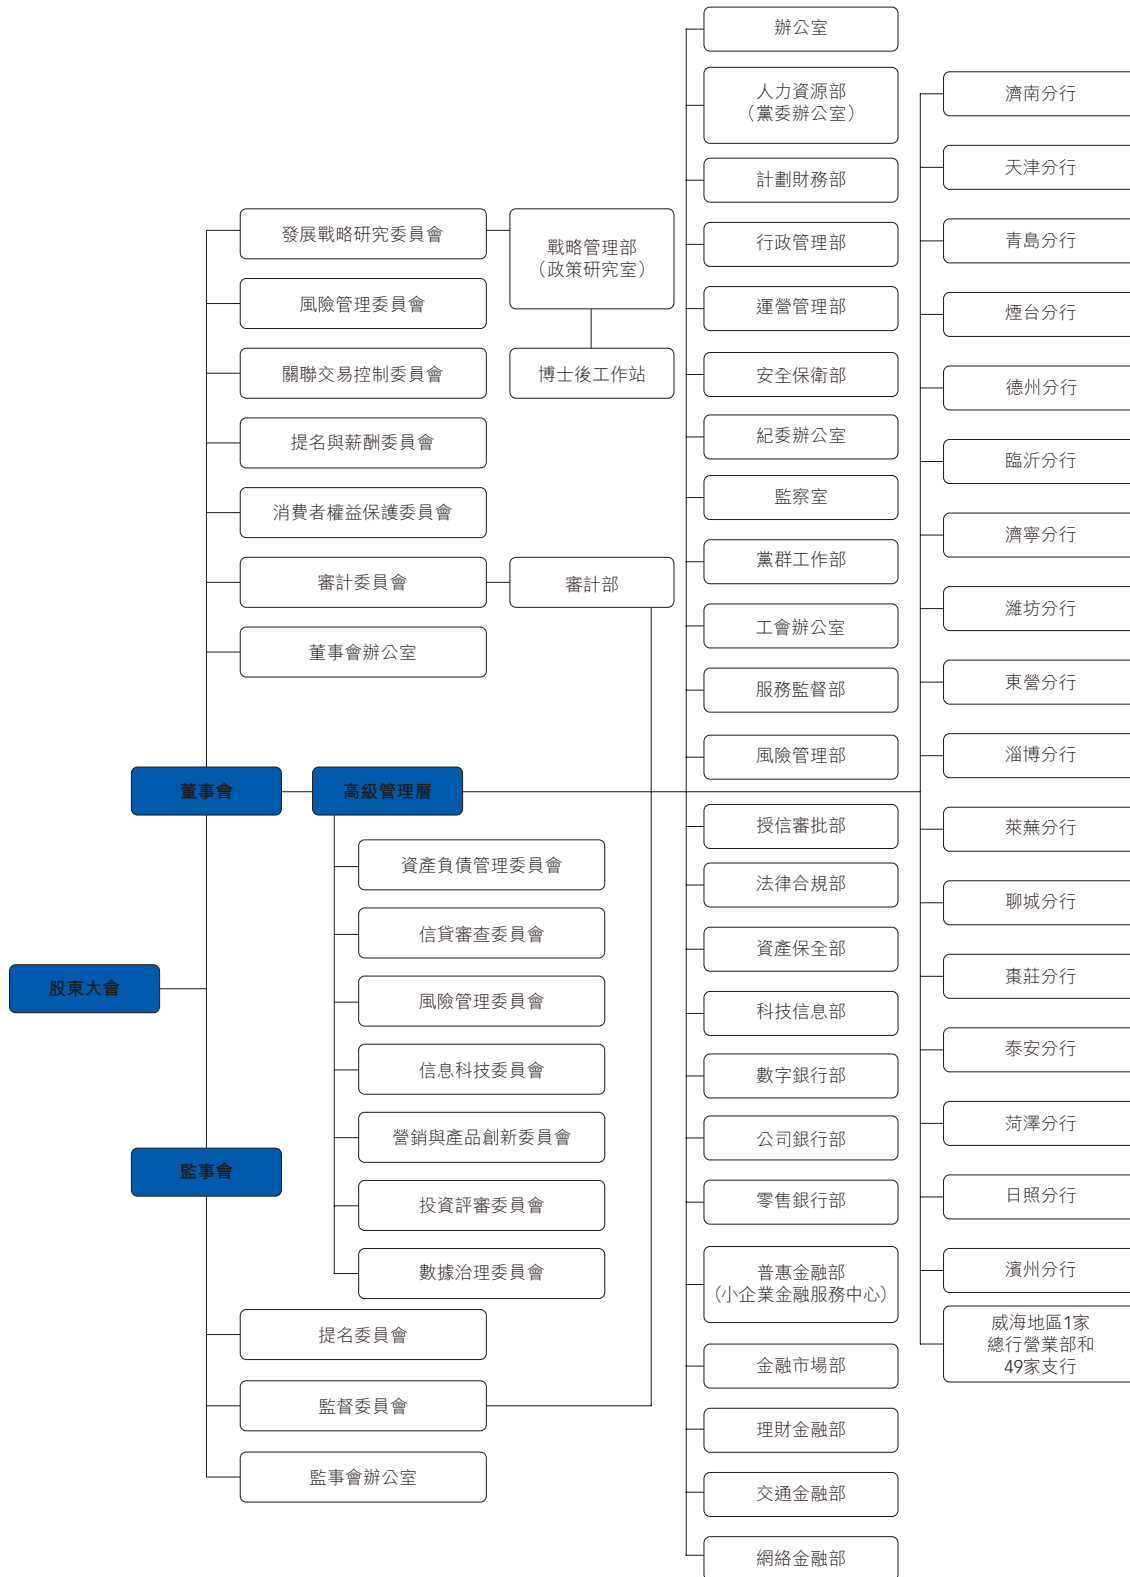 股東大會
董事會
監事會
高級管理層
發展戰略研究委員會
風險管理委員會
關聯交易控制委員會
提名與薪酬委員會
消費者權益保護委員會
審計委員會
董事會辦公室
戰略管理部
（政策研究室）
博士後工作站
審計部
資產負債管理委員會
信貸審查委員會
風險管理委員會
信息科技委員會
營銷與產品創新委員會
投資評審委員會
數據治理委員會
提名委員會
監督委員會
監事會辦公室
辦公室
人力資源部
（黨委辦公室）
計劃財務部
行政管理部
運營管理部
安全保衛部
紀委辦公室
監察室
黨群工作部
工會辦公室
服務監督部
風險管理部
授信審批部
法律合規部
資產保全部
科技信息部
數字銀行部
公司銀行部
零售銀行部
普惠金融部
（小企業金融服務中心）
金融市場部
理財金融部
交通金融部
網絡金融部
濟南分行
天津分行
青島分行
煙台分行
德州分行
臨沂分行
濟寧分行
濰坊分行
東營分行
淄博分行
萊蕪分行
聊城分行
棗莊分行
泰安分行
菏澤分行
日照分行
濱州分行
威海地區1家
總行營業部和
49家支行